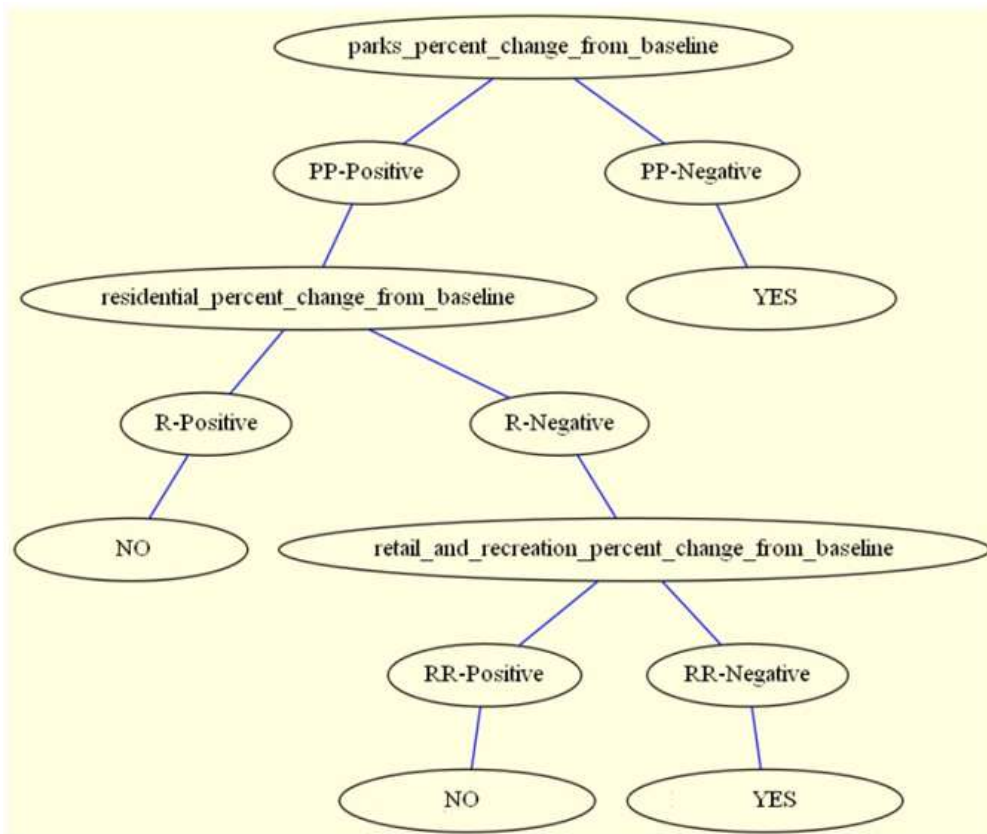 parks_percent_change_from_baseline
PP-Positive
PP-Negative
residential_percent_change_from_baseline
YES
R-Positive
R-Negative
NO
retail_and_recreation_percent_change_from_baseline
RR-Positive
RR-Negative
NO
YES